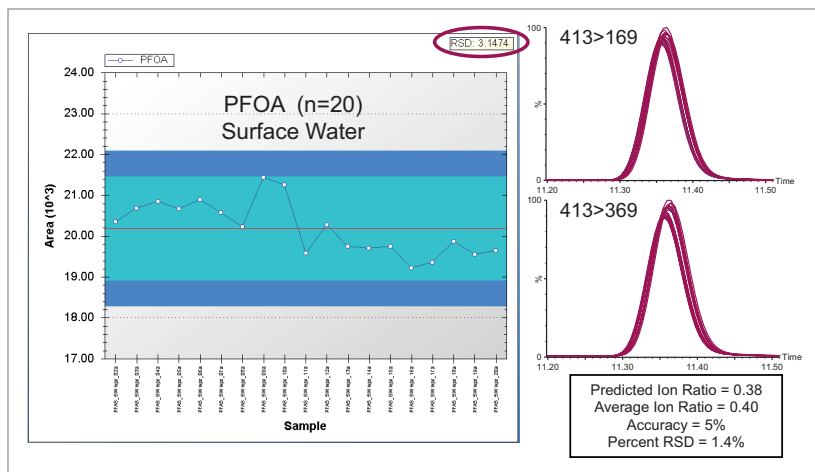 RSD: 3.1474
PFOA
PFOA (n=20)
Surface Water
24.00
23.00
22.00
21.00
20.00
19.00
18.00
17.00
Area (10^3)
Sample
413>169
100
%
0
11.20
11.30
11.40
11.50
Time
413>369
100
%
0
11.20
11.30
11.40
11.50
Time
Predicted Ion Ratio = 0.38
Average Ion Ratio = 0.40
Accuracy = 5%
Percent RSD = 1.4%